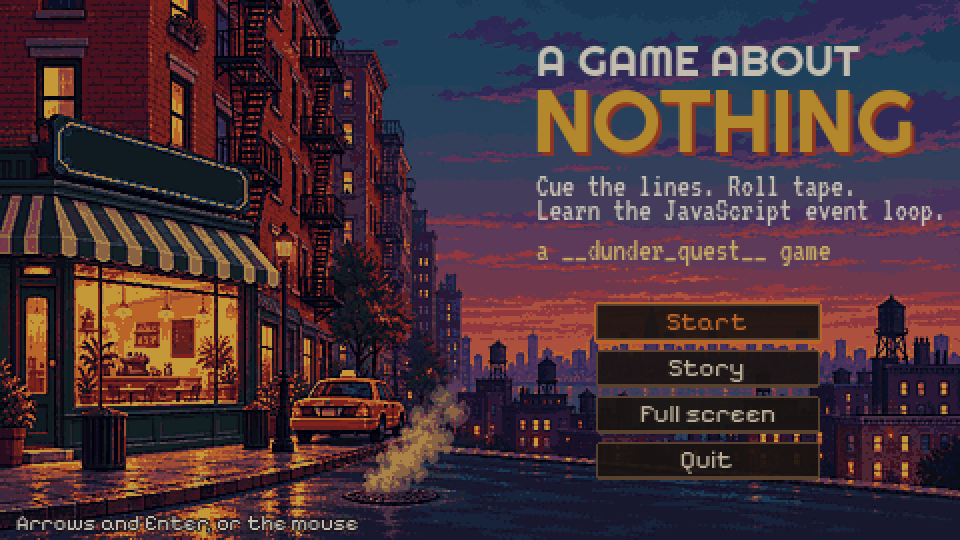 A GAME ABOUT
NOTHING
Cue the lines. Roll tape.
Learn the JavaScript event loop.
a __dunder_quest__ game
Start
Story
Full screen
Quit
Arrows and Enter, or the mouse